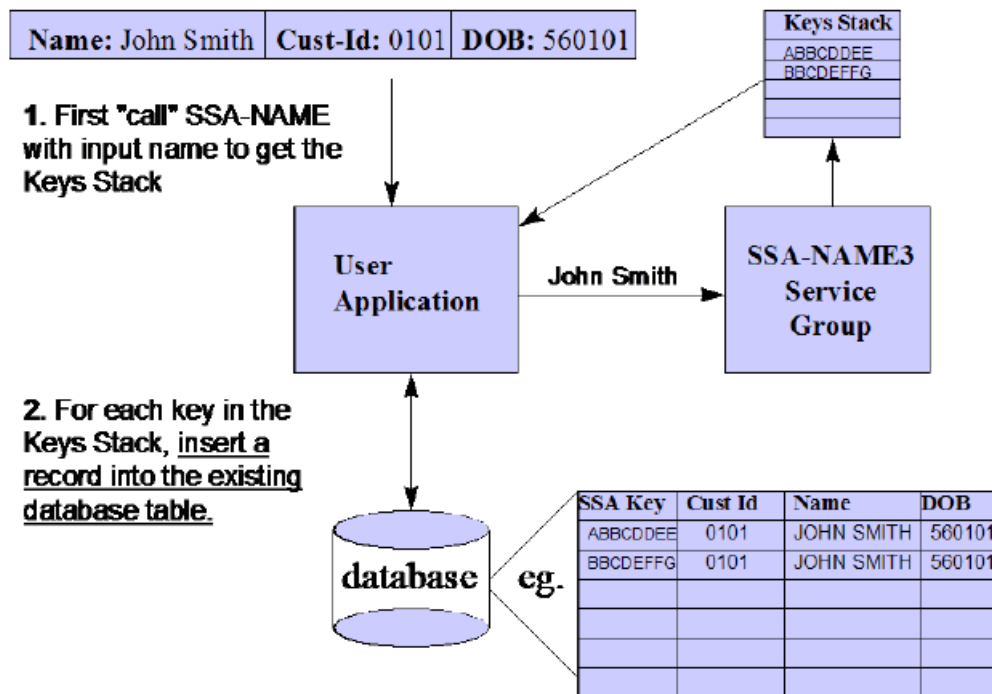 Name: John Smith Cust-Id: 0101 DOB: 560101
Keys Stack
ABBCDDEE
BBCDEFFG
1. First "call" SSA-NAME
with input name to get the
Keys Stack
User
Application
John Smith
SSA-NAME3
Service
Group
2. For each key in the
Keys Stack, insert a
record into the existing
database table.
database
eg.
SSA Key Cust Id Name DOB
ABBCDDEE 0101 JOHN SMITH 560101
BBCDEFFG 0101 JOHN SMITH 560101